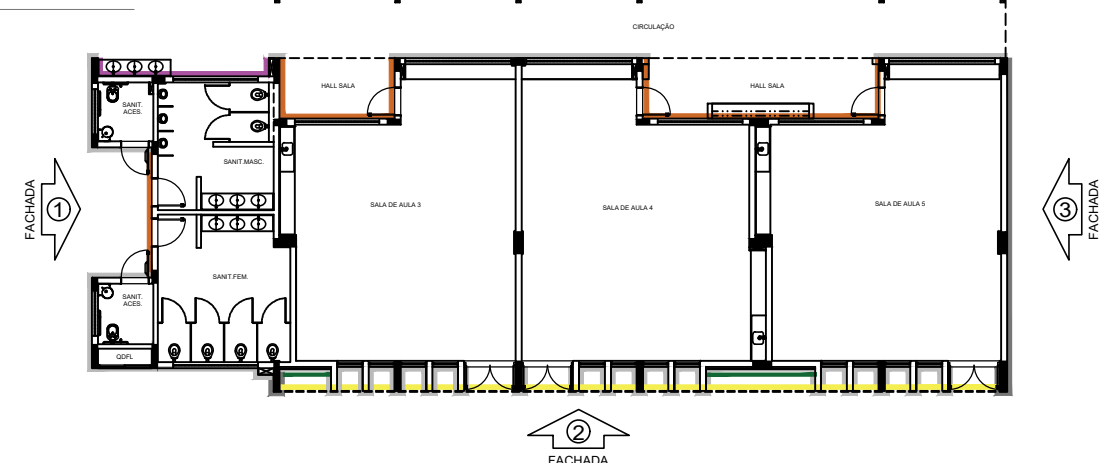 CIRCULAÇÃO
HALL SALA
HALL SALA
SANIT.
ACES.
SANIT.MASC.
SALA DE AULA 3
SALA DE AULA 4
SALA DE AULA 5
FACHADA
1
3
FACHADA
SANIT.FEM.
SANIT.
ACES.
QDFL
2
FACHADA